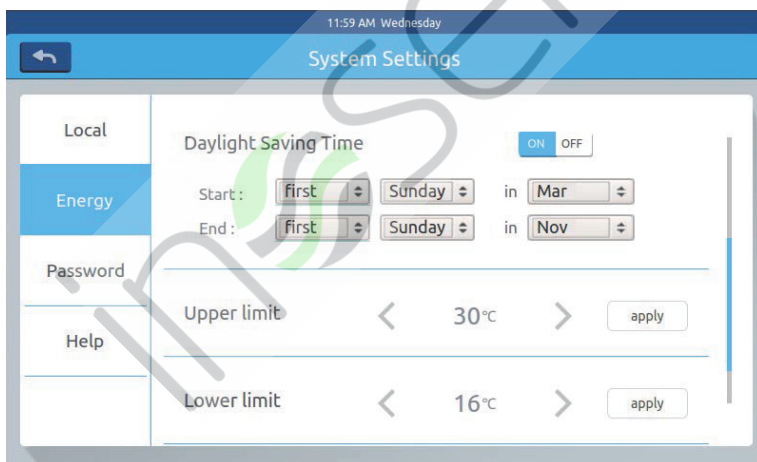 11:59 AM Wednesday
System Settings
Local
Energy
Password
Help
Daylight Saving Time
ON OFF
Start : first Sunday in Mar
End : first Sunday in Nov
Upper limit 30°C apply
Lower limit 16°C apply